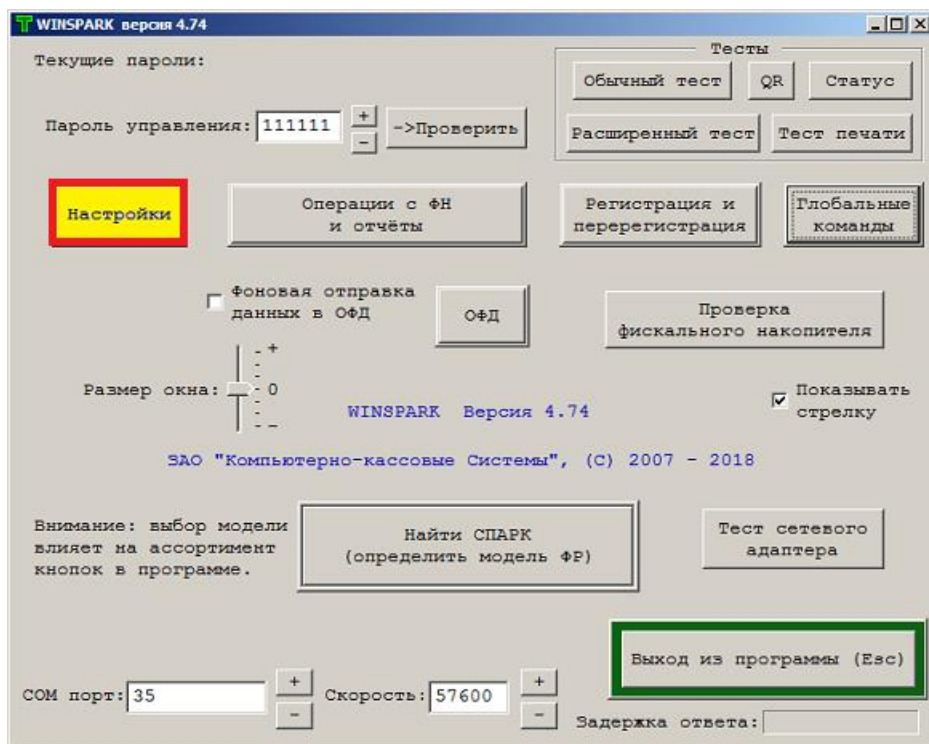 WINSPARK версия 4.74
Текущие пароли:
Тесты
Обычный тест QR Статус
Пароль управления: 111111 + - ->Проверить
Расширенный тест Тест печати
Настройки
Операции с ФН
и отчёты
Регистрация и
перерегистрация
Глобальные
команды
Фоновая отправка
данных в ОФД
ОФД
Проверка
фискального накопителя
+
Размер окна: 0
-
WINSPARK Версия 4.74
Показывать
стрелку
ЗАО "Компьютерно-кассовые Системы", (С) 2007 - 2018
Внимание: выбор модели
влияет на ассортимент
кнопок в программе.
Найти СПАРК
(определить модель ФР)
Тест сетевого
адаптера
Выход из программы (Esc)
COM порт: 35 + - Скорость: 57600 + -
Задержка ответа: